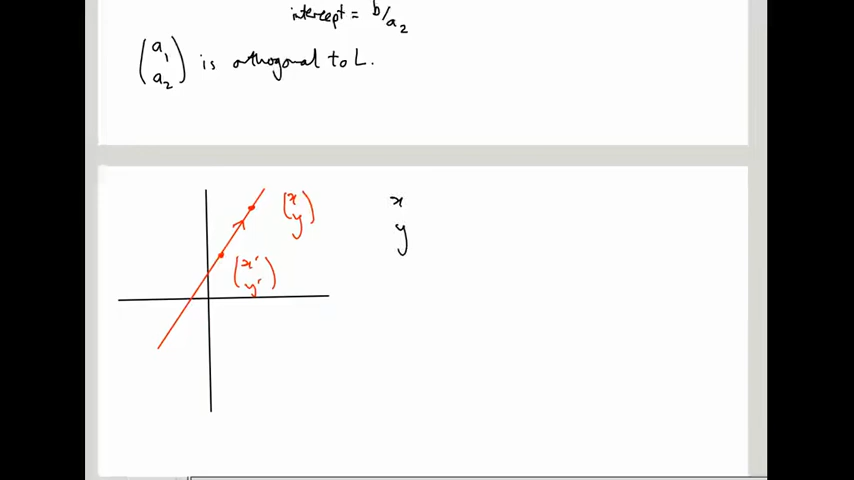 intercept = b/a₂
(a₁
a₂) is orthogonal to L.
(x
y)
(x′
y′)
x
y